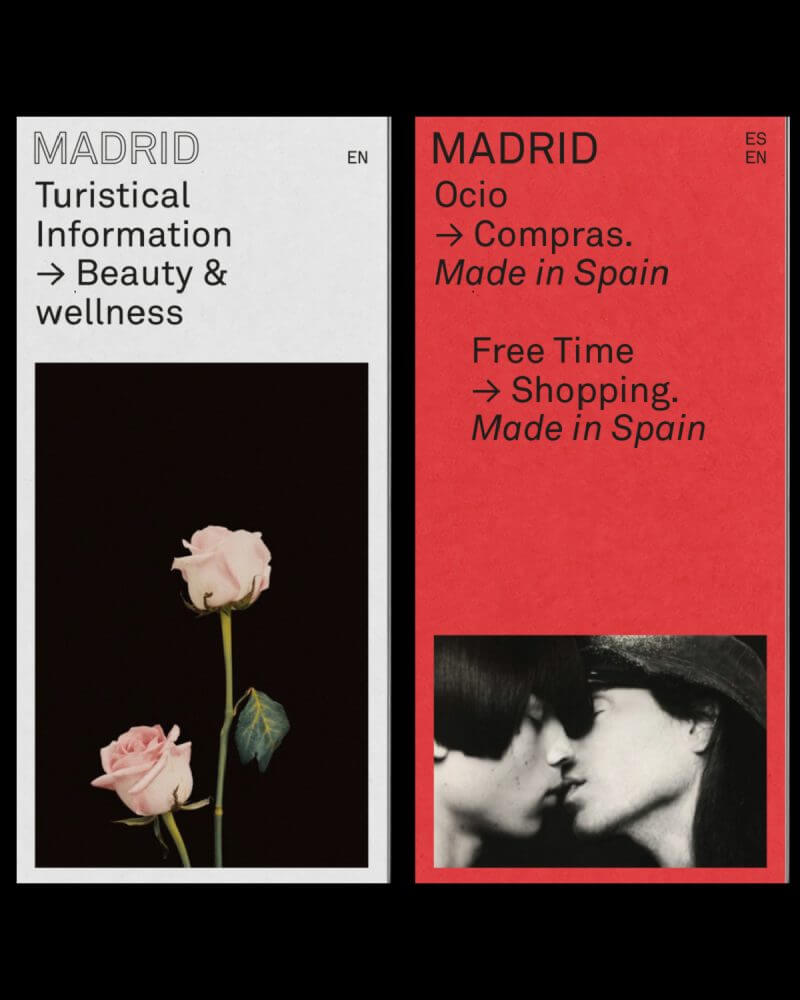 MADRID
EN
Turistical
Information
→ Beauty &
wellness
MADRID
ES
EN
Ocio
→ Compras.
Made in Spain
Free Time
→ Shopping.
Made in Spain